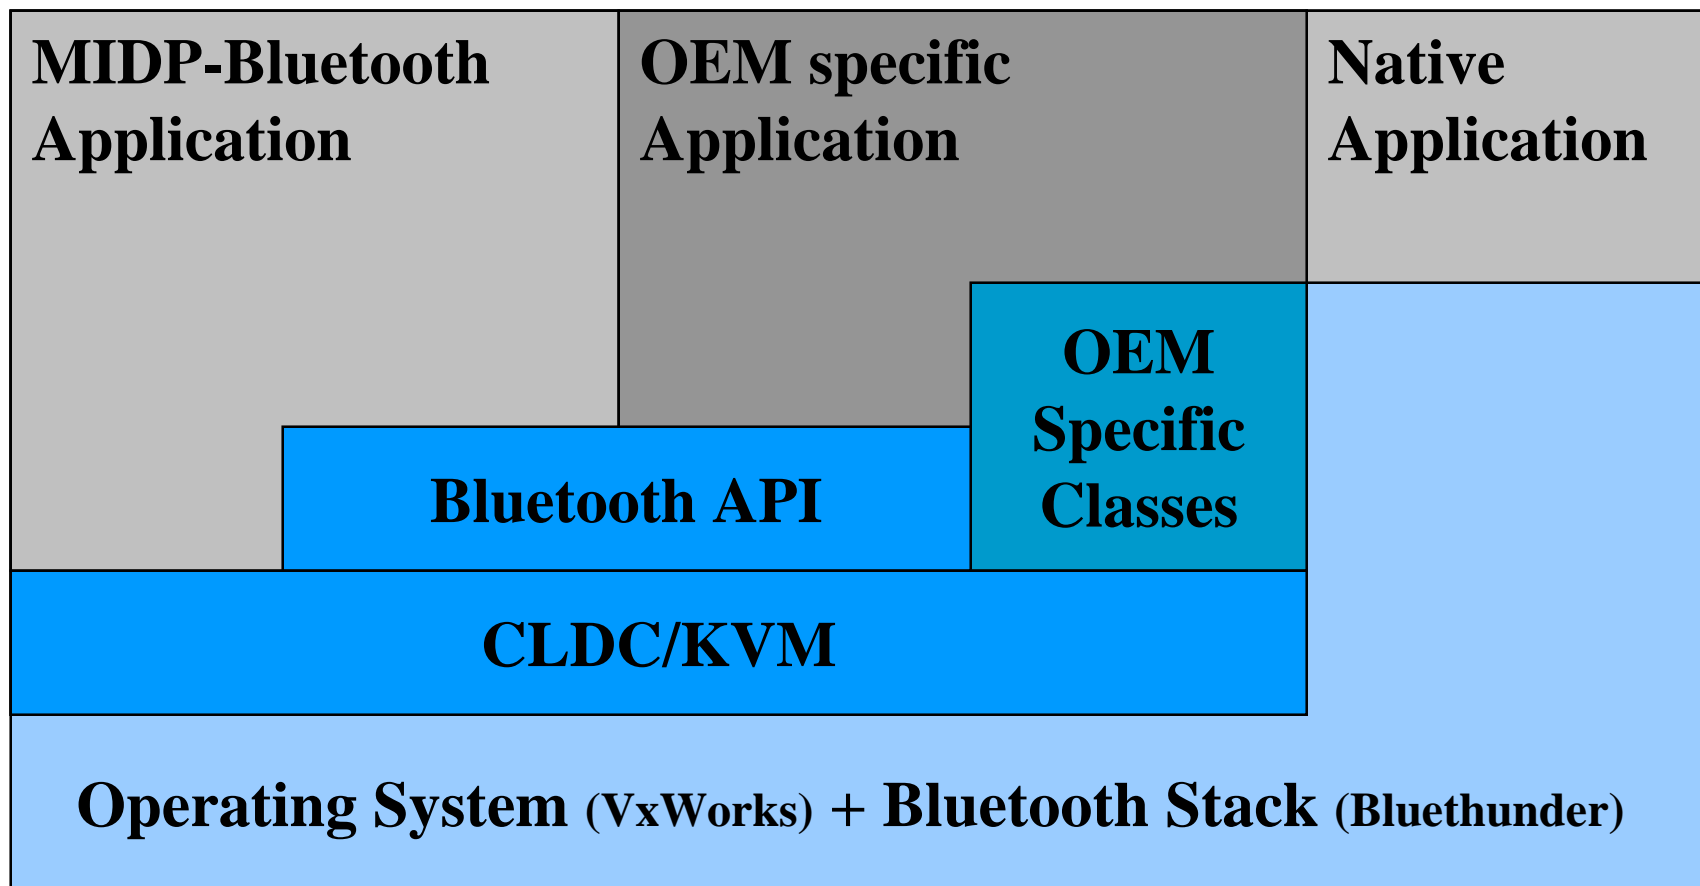 MIDP-Bluetooth
Application
OEM specific
Application
Native
Application
OEM
Specific
Classes
Bluetooth API
CLDC/KVM
Operating System (VxWorks) + Bluetooth Stack (Bluethunder)